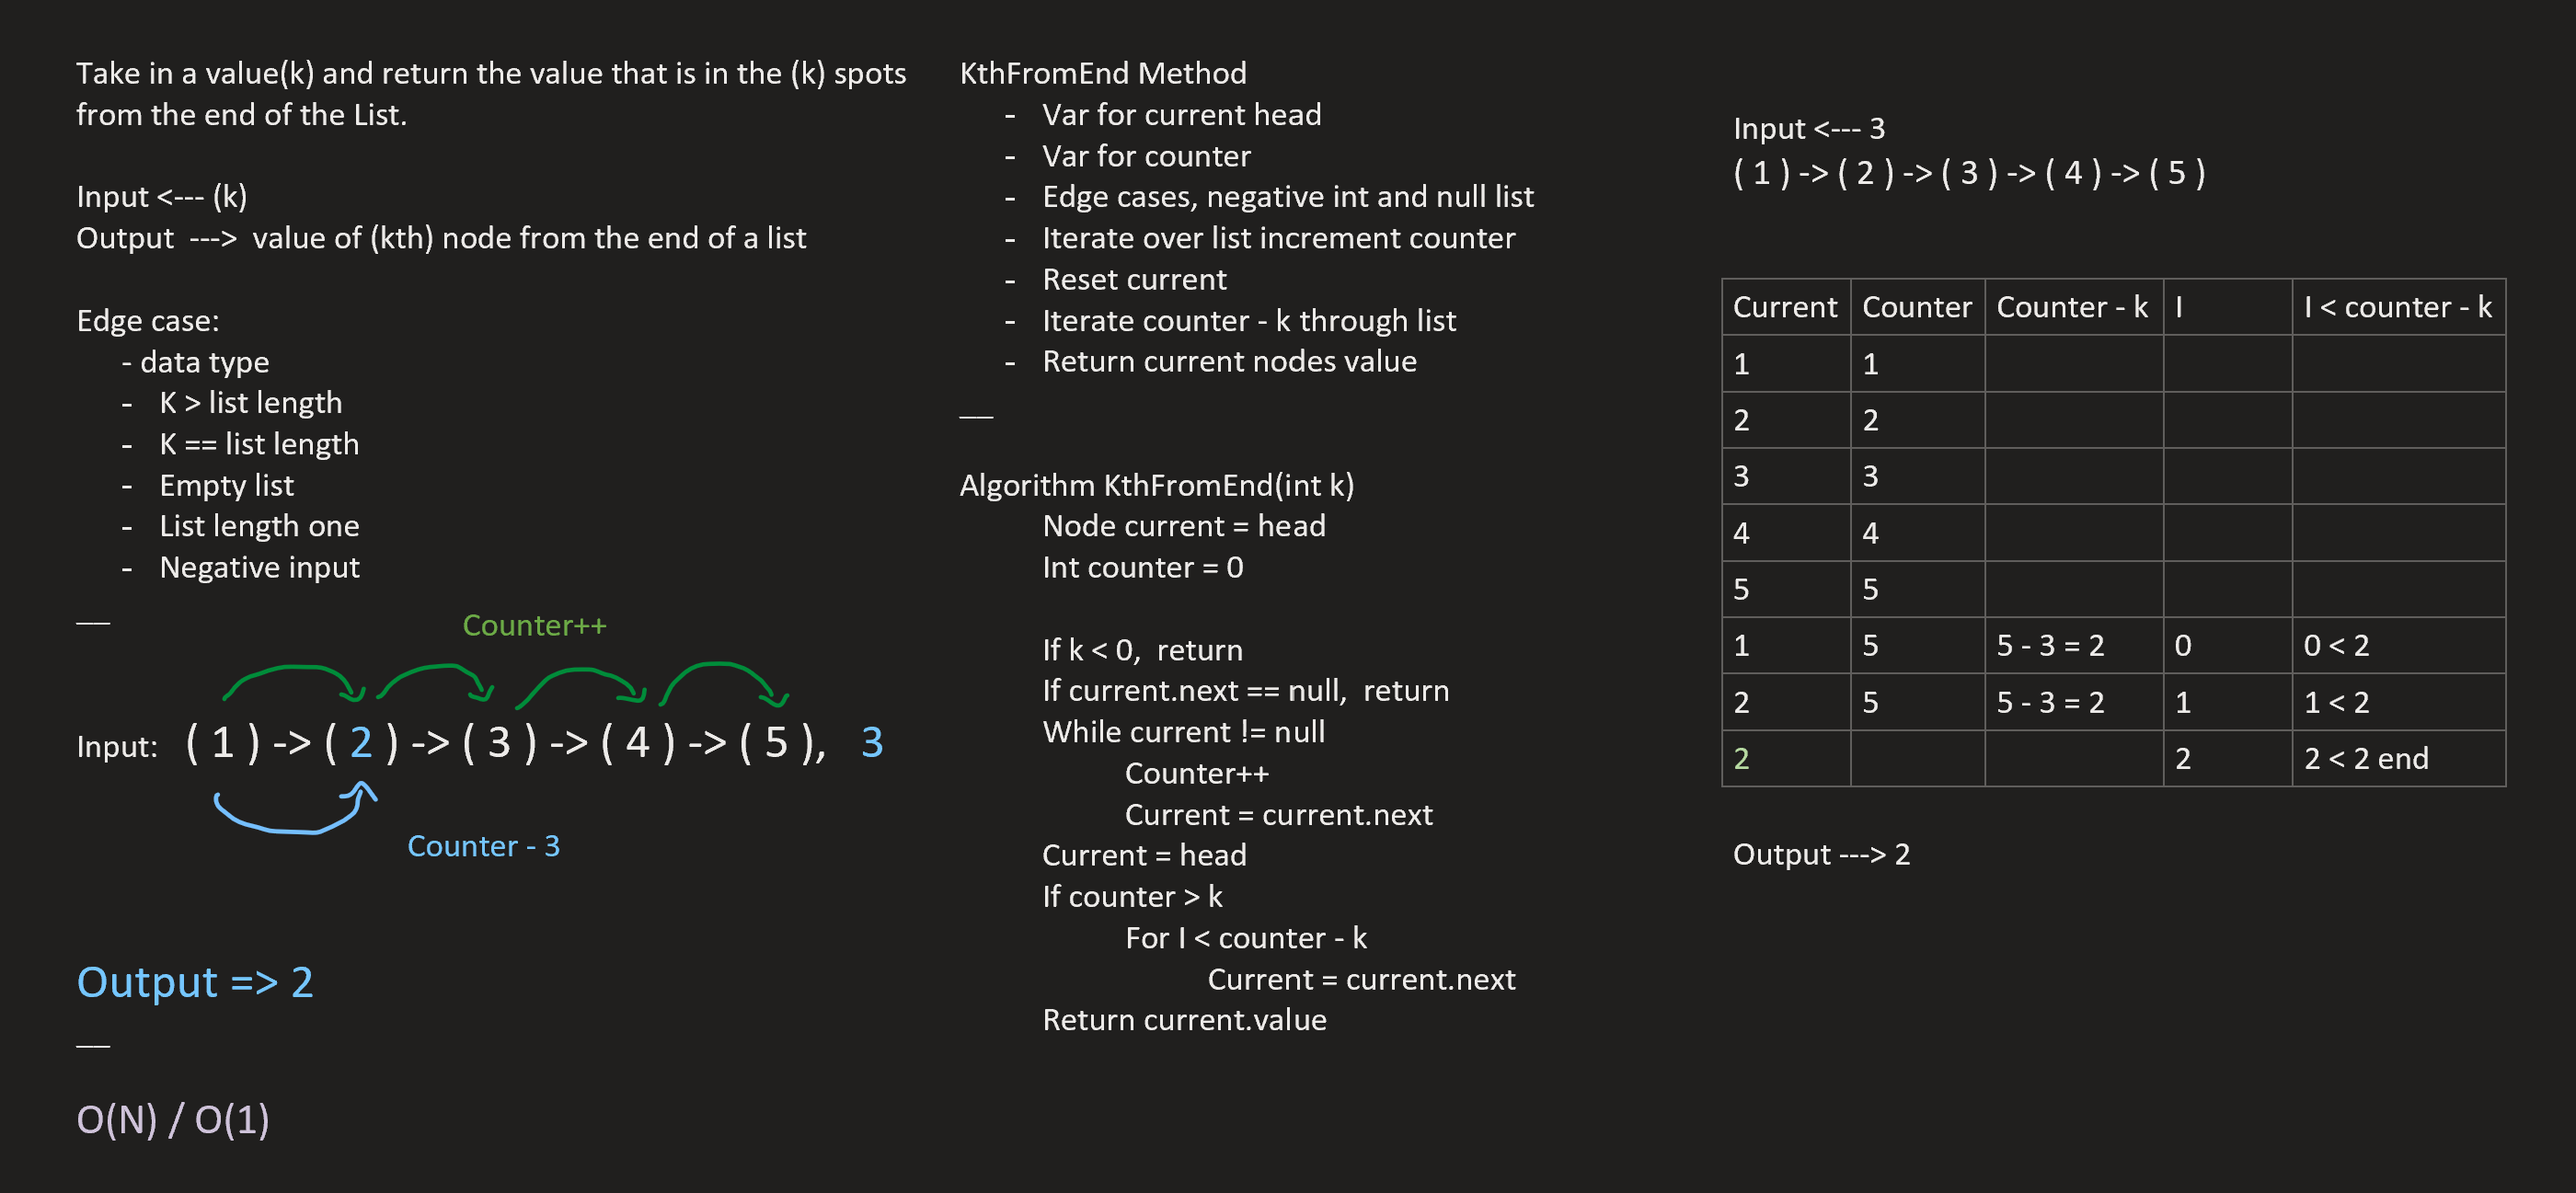 Take in a value(k) and return the value that is in the (k) spots
from the end of the List.
Input <--- (k)
Output ---> value of (kth) node from the end of a list
Edge case:
- data type
- K > list length
- K == list length
- Empty list
- List length one
- Negative input
__
Counter++
Input: ( 1 ) -> ( 2 ) -> ( 3 ) -> ( 4 ) -> ( 5 ), 3
Counter - 3
Output => 2
__
O(N) / O(1)
KthFromEnd Method
- Var for current head
- Var for counter
- Edge cases, negative int and null list
- Iterate over list increment counter
- Reset current
- Iterate counter - k through list
- Return current nodes value
__
Algorithm KthFromEnd(int k)
Node current = head
Int counter = 0
If k < 0, return
If current.next == null, return
While current != null
Counter++
Current = current.next
Current = head
If counter > k
For I < counter - k
Current = current.next
Return current.value
Input <--- 3
( 1 ) -> ( 2 ) -> ( 3 ) -> ( 4 ) -> ( 5 )
Current Counter Counter - k I I < counter - k
1 1
2 2
3 3
4 4
5 5
1 5 5 - 3 = 2 0 0 < 2
2 5 5 - 3 = 2 1 1 < 2
2 2 2 < 2 end
Output ---> 2